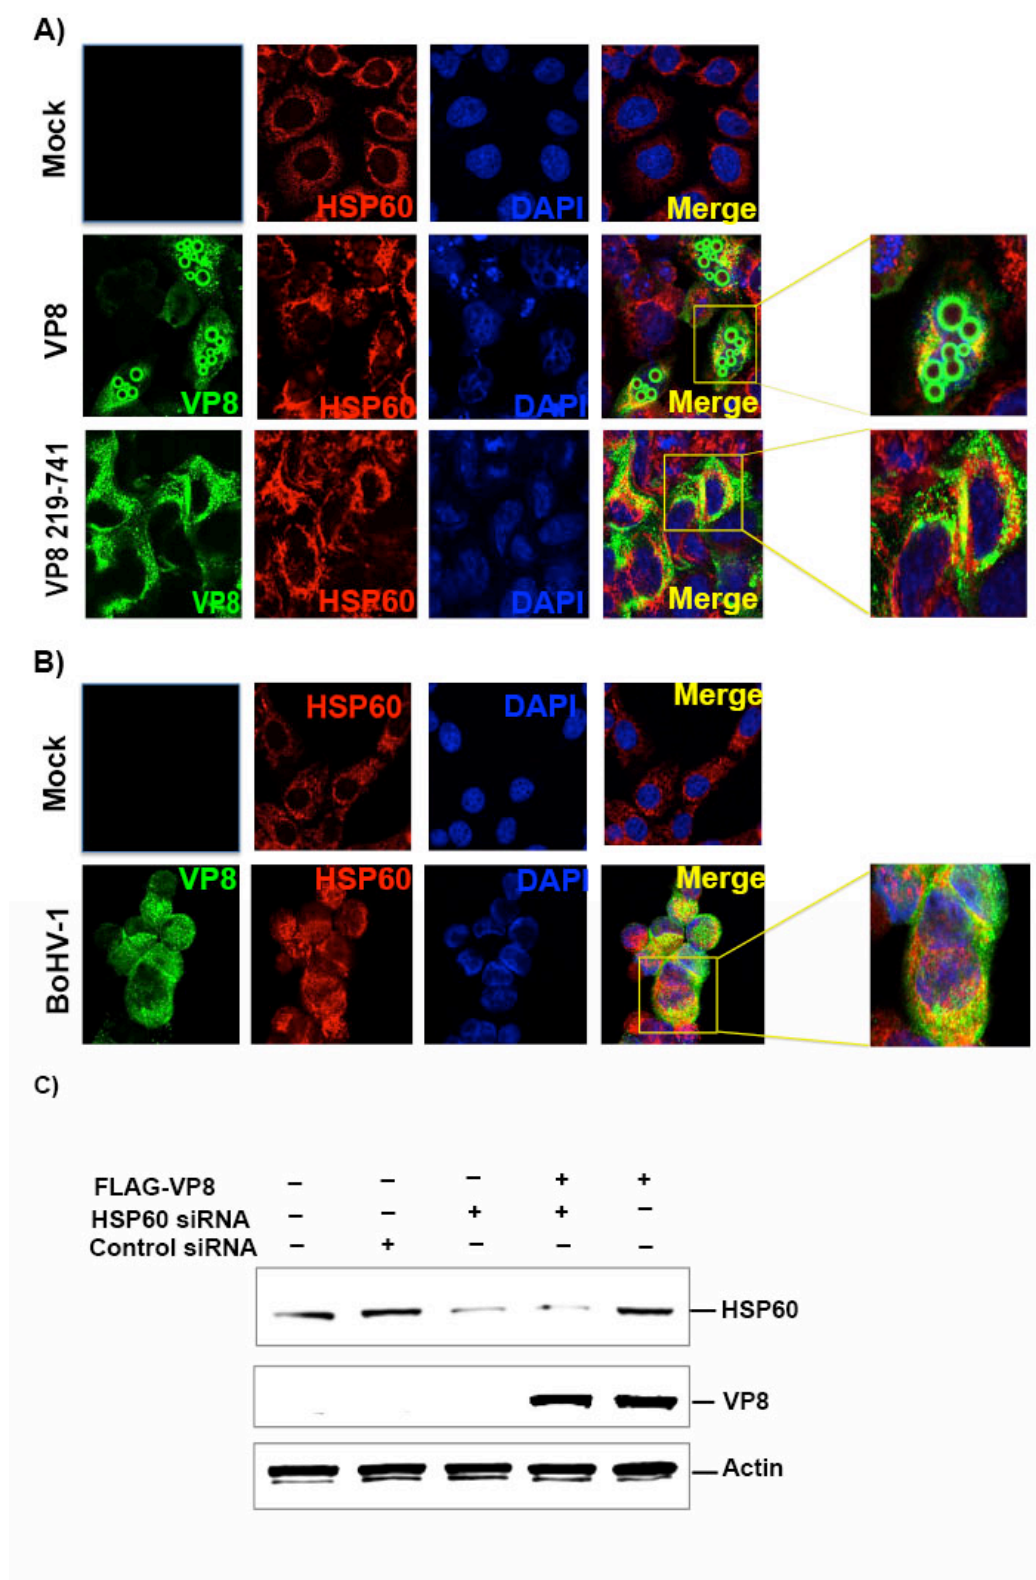 A)
Mock
HSP60
DAPI
Merge
VP8
VP8
HSP60
DAPI
Merge
VP8 219-741
VP8
HSP60
DAPI
Merge
B)
Mock
HSP60
DAPI
Merge
BoHV-1
VP8
HSP60
DAPI
Merge
C)
FLAG-VP8 – – – + +
HSP60 siRNA – – + + –
Control siRNA – + – – –
HSP60
VP8
Actin